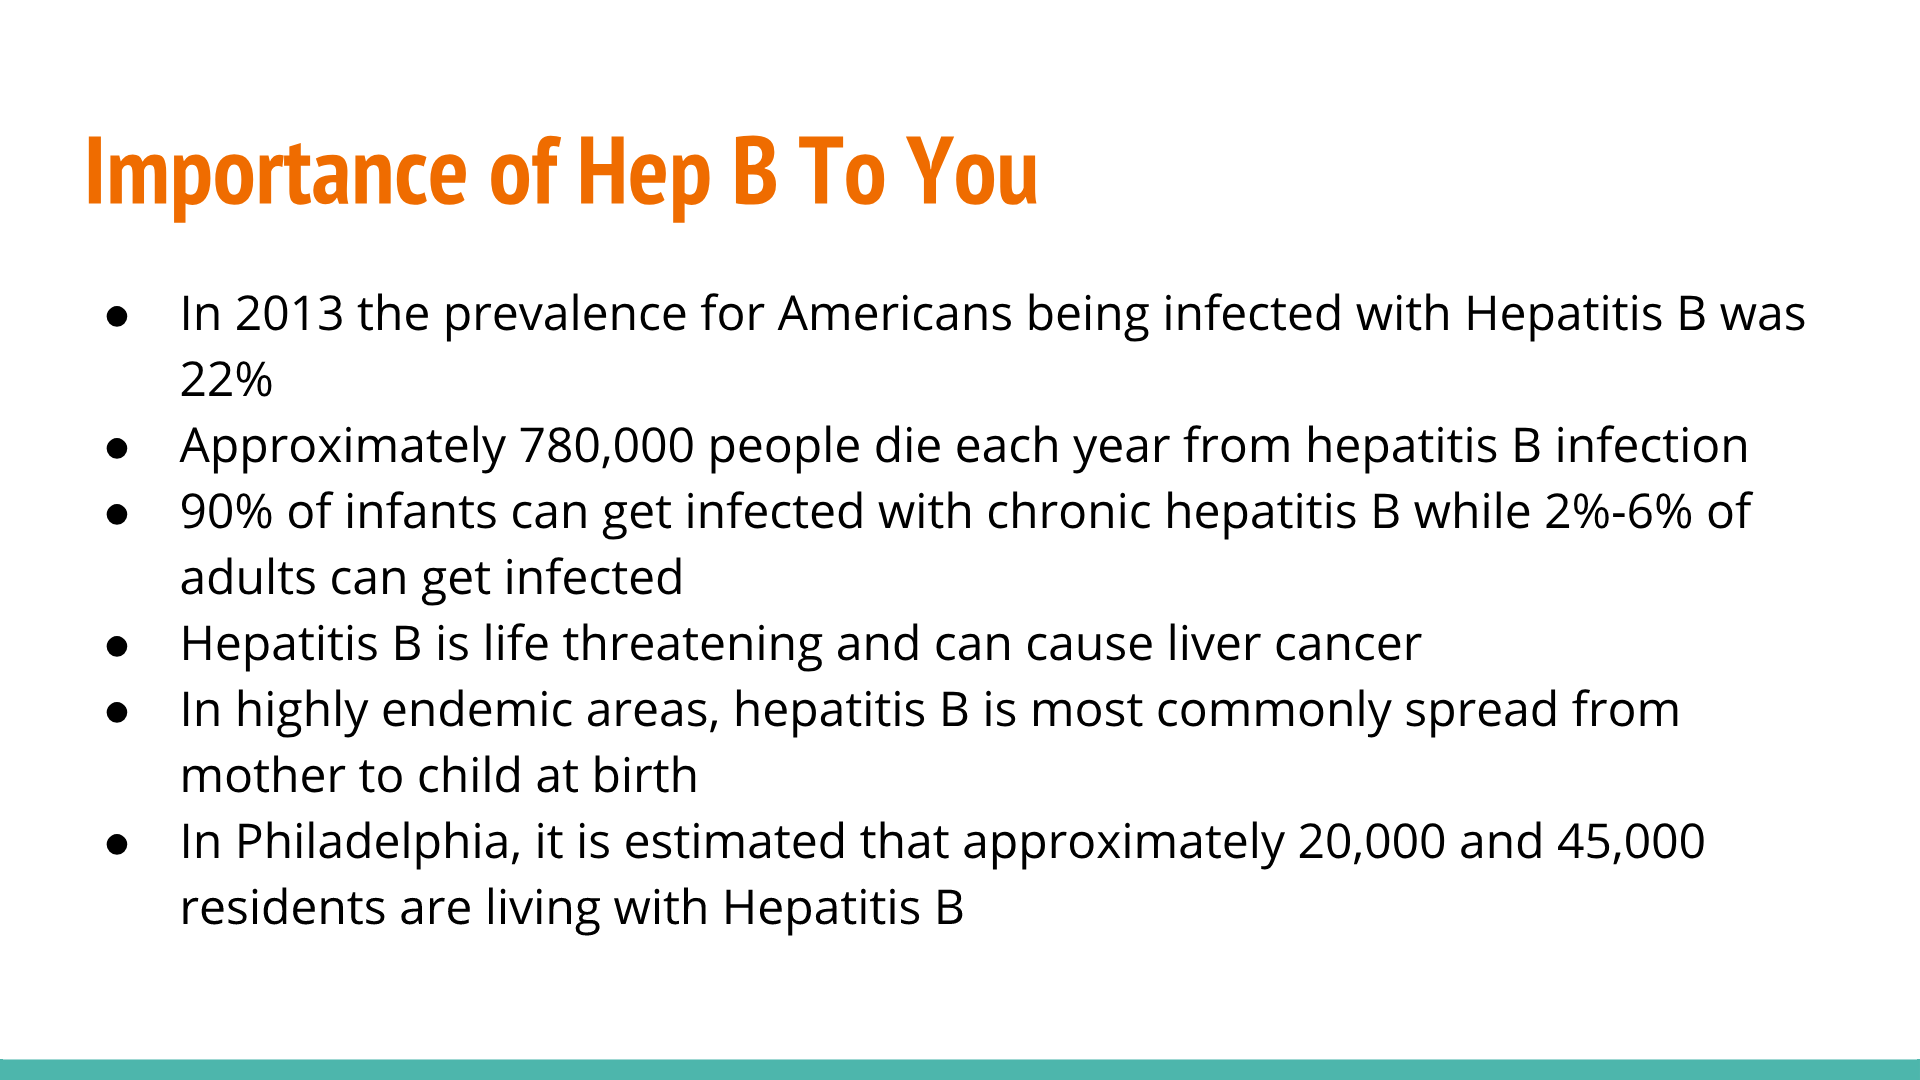 Importance of Hep B To You
● In 2013 the prevalence for Americans being infected with Hepatitis B was
22%
● Approximately 780,000 people die each year from hepatitis B infection
● 90% of infants can get infected with chronic hepatitis B while 2%-6% of
adults can get infected
● Hepatitis B is life threatening and can cause liver cancer
● In highly endemic areas, hepatitis B is most commonly spread from
mother to child at birth
● In Philadelphia, it is estimated that approximately 20,000 and 45,000
residents are living with Hepatitis B